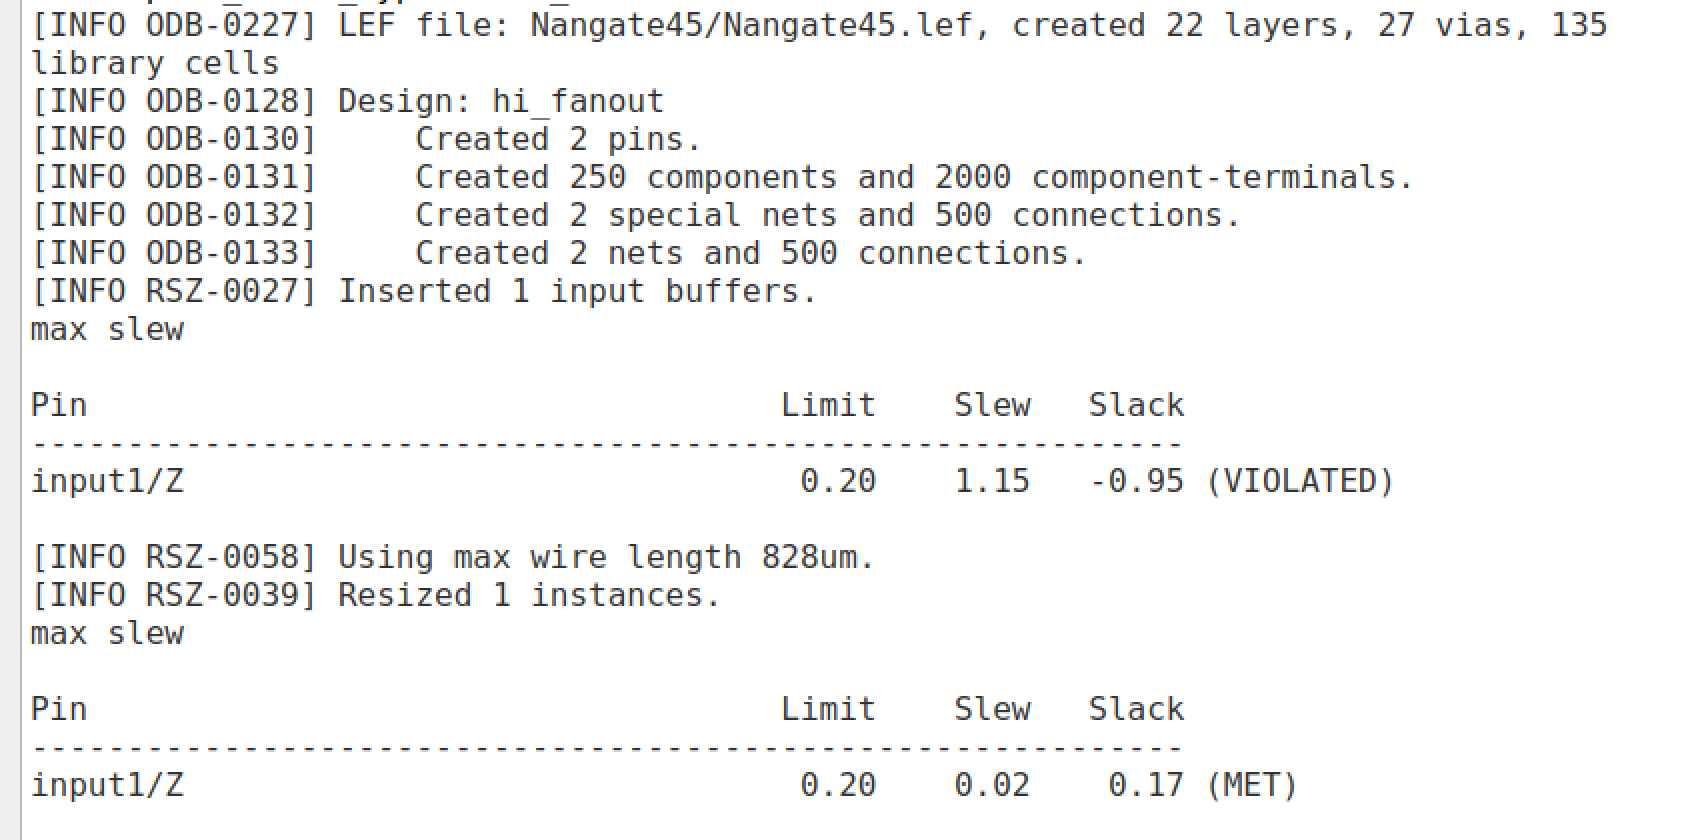 [INFO ODB-0227] LEF file: Nangate45/Nangate45.lef, created 22 layers, 27 vias, 135
library cells
[INFO ODB-0128] Design: hi_fanout
[INFO ODB-0130]     Created 2 pins.
[INFO ODB-0131]     Created 250 components and 2000 component-terminals.
[INFO ODB-0132]     Created 2 special nets and 500 connections.
[INFO ODB-0133]     Created 2 nets and 500 connections.
[INFO RSZ-0027] Inserted 1 input buffers.
max slew
Pin                                    Limit    Slew   Slack
------------------------------------------------------------
input1/Z                                0.20    1.15   -0.95 (VIOLATED)
[INFO RSZ-0058] Using max wire length 828um.
[INFO RSZ-0039] Resized 1 instances.
max slew
Pin                                    Limit    Slew   Slack
------------------------------------------------------------
input1/Z                                0.20    0.02    0.17 (MET)